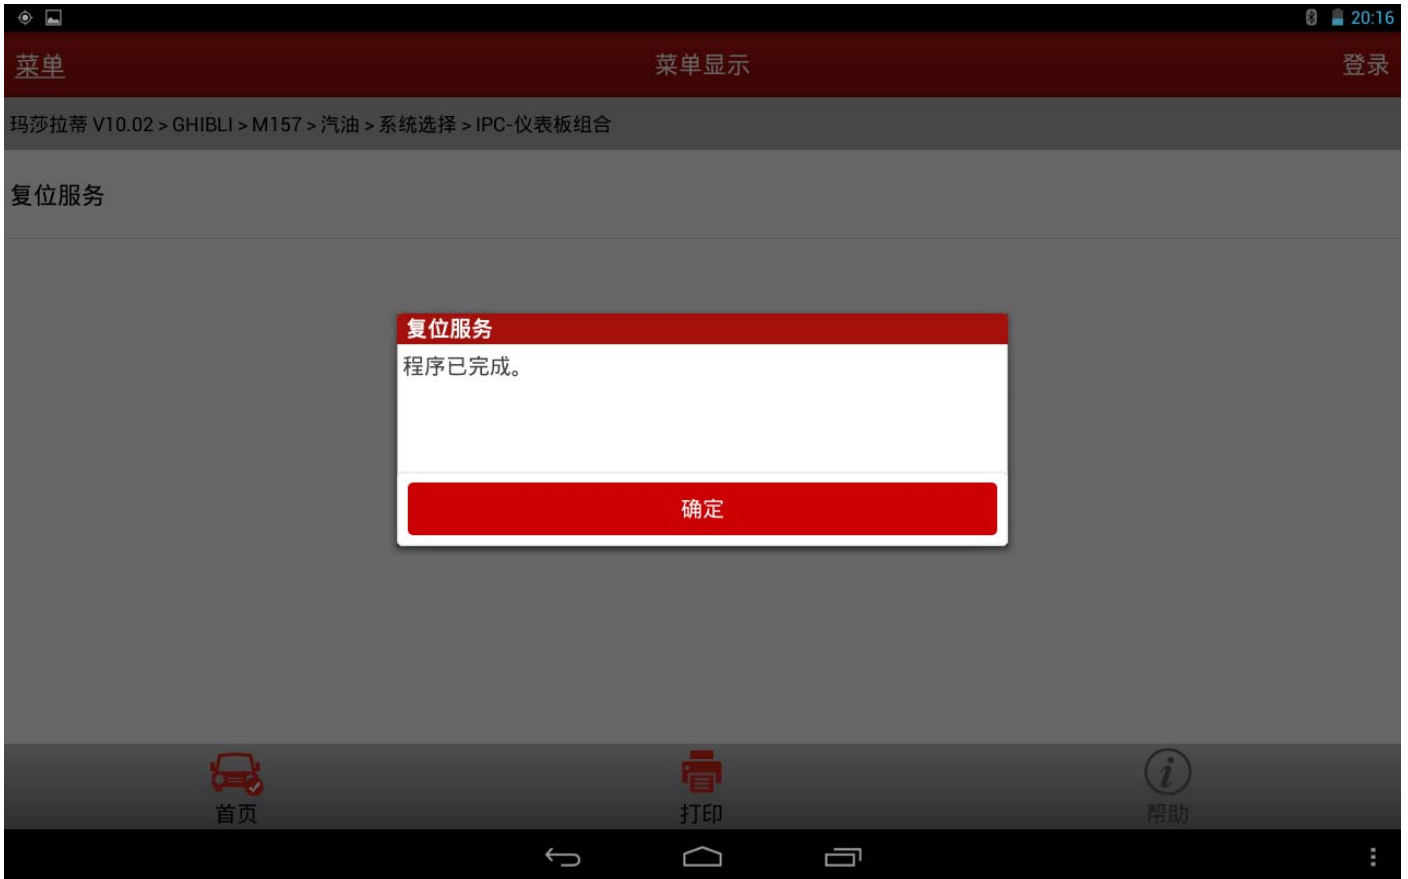 20:16
菜单
菜单显示
登录
玛莎拉蒂 V10.02 > GHIBLI > M157 > 汽油 > 系统选择 > IPC-仪表板组合
复位服务
复位服务
程序已完成。
确定
首页
打印
帮助